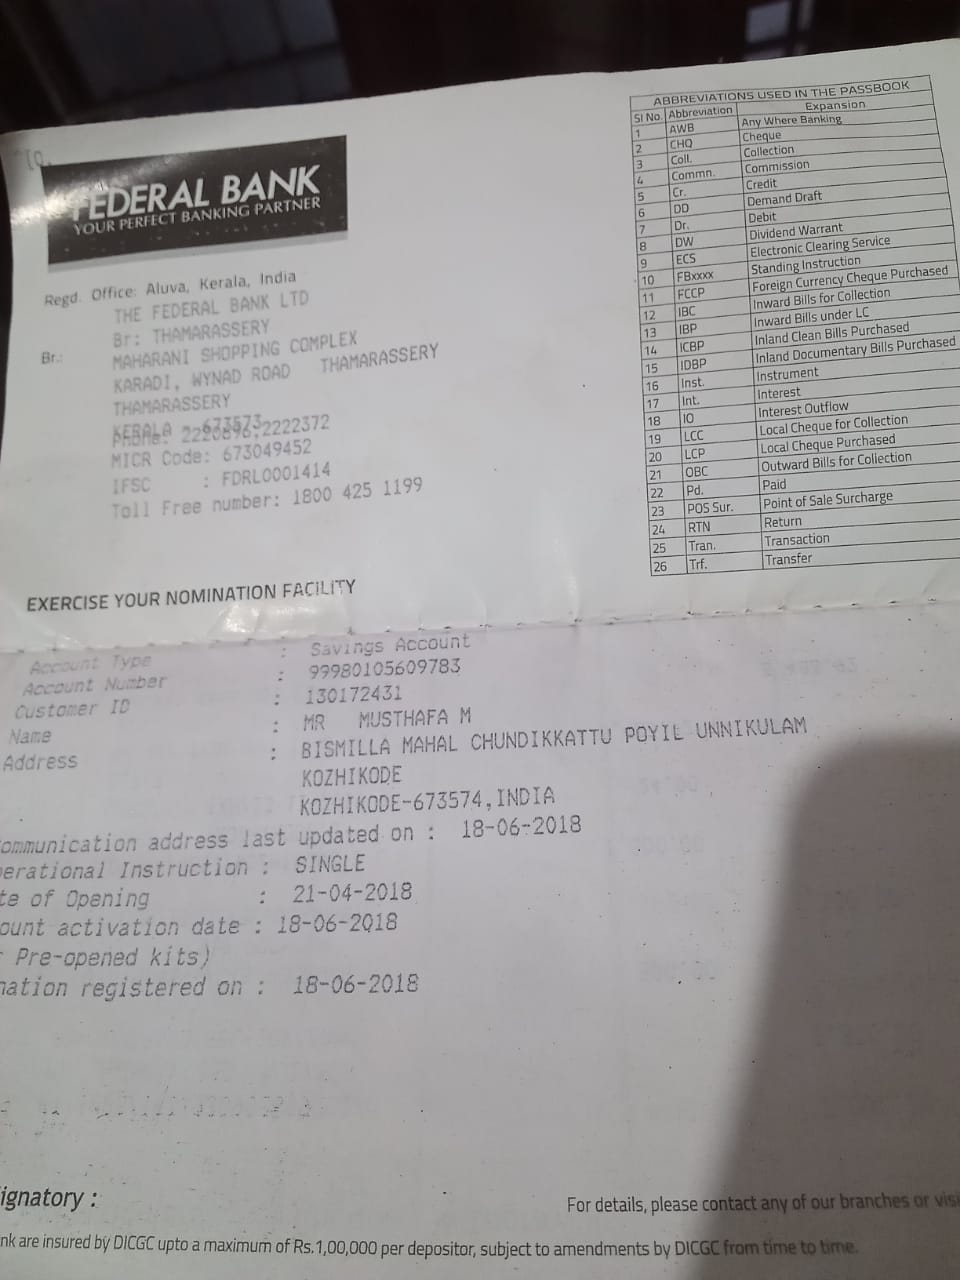 FEDERAL BANK
YOUR PERFECT BANKING PARTNER
Regd. Office: Aluva, Kerala, India
THE FEDERAL BANK LTD
Br: THAMARASSERY
Br.: MAHARANI SHOPPING COMPLEX
KARADI, WYNAD ROAD THAMARASSERY
THAMARASSERY
KERALA 673573
2222372
MICR Code: 673049452
IFSC : FDRL0001414
Toll Free number: 1800 425 1199
EXERCISE YOUR NOMINATION FACILITY
ABBREVIATIONS USED IN THE PASSBOOK
Sl No. Abbreviation Expansion
1 AWB Any Where Banking
2 CHQ Cheque
3 Coll. Collection
4 Commn. Commission
5 Cr. Credit
6 DD Demand Draft
7 Dr. Debit
8 DW Dividend Warrant
9 ECS Electronic Clearing Service
10 FBxxxx Standing Instruction
11 FCCP Foreign Currency Cheque Purchased
12 IBC Inward Bills for Collection
13 IBP Inward Bills under LC
14 ICBP Inland Clean Bills Purchased
15 IDBP Inland Documentary Bills Purchased
16 Inst. Instrument
17 Int. Interest
18 IO Interest Outflow
19 LCC Local Cheque for Collection
20 LCP Local Cheque Purchased
21 OBC Outward Bills for Collection
22 Pd. Paid
23 POS Sur. Point of Sale Surcharge
24 RTN Return
25 Tran. Transaction
26 Trf. Transfer
Account Type : Savings Account
Account Number : 99980105609783
Customer ID : 130172431
Name : MR MUSTHAFA M
Address : BISMILLA MAHAL CHUNDIKKATTU POYIL UNNIKULAM
KOZHIKODE
KOZHIKODE-673574,INDIA
ommunication address last updated on : 18-06-2018
erational Instruction : SINGLE
te of Opening : 21-04-2018
ount activation date : 18-06-2018
r Pre-opened kits)
nation registered on : 18-06-2018
ignatory :
For details, please contact any of our branches or visi
nk are insured by DICGC upto a maximum of Rs.1,00,000 per depositor, subject to amendments by DICGC from time to time.